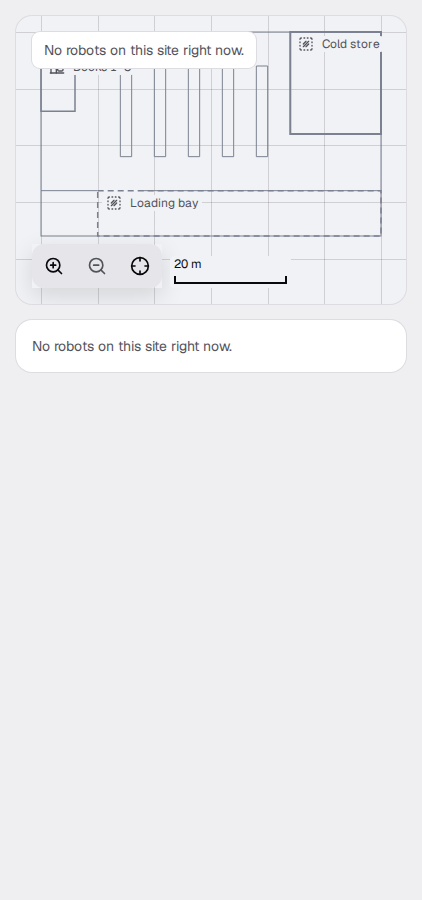 No robots on this site right now.
Cold store
Loading bay
20 m
No robots on this site right now.